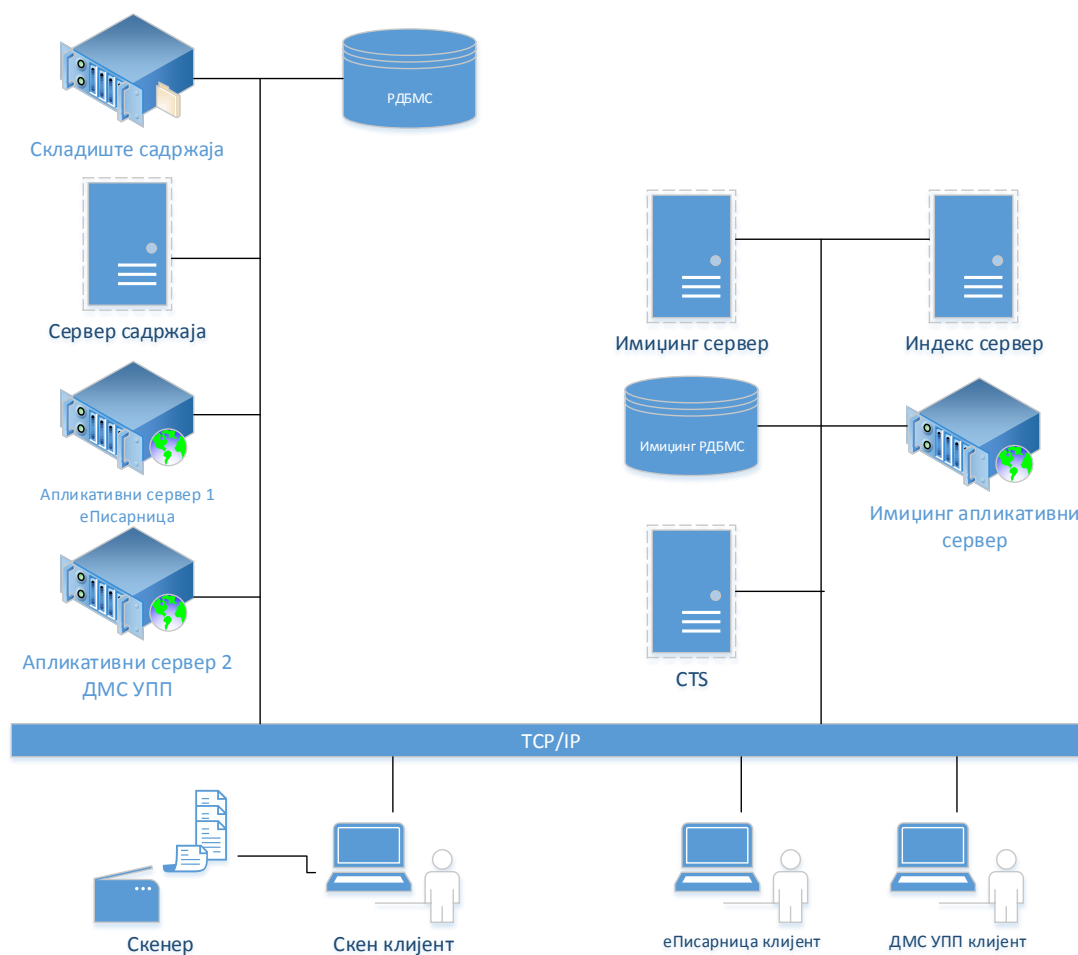 РДБМС
Складиште садржаја
Сервер садржаја
Имиџинг сервер
Индекс сервер
Имиџинг РДБМС
Апликативни сервер 1
еПисарница
Имиџинг апликативни
сервер
Апликативни сервер 2
ДМС УПП
CTS
TCP/IP
Скенер
Скен клијент
еПисарница клијент
ДМС УПП клијент